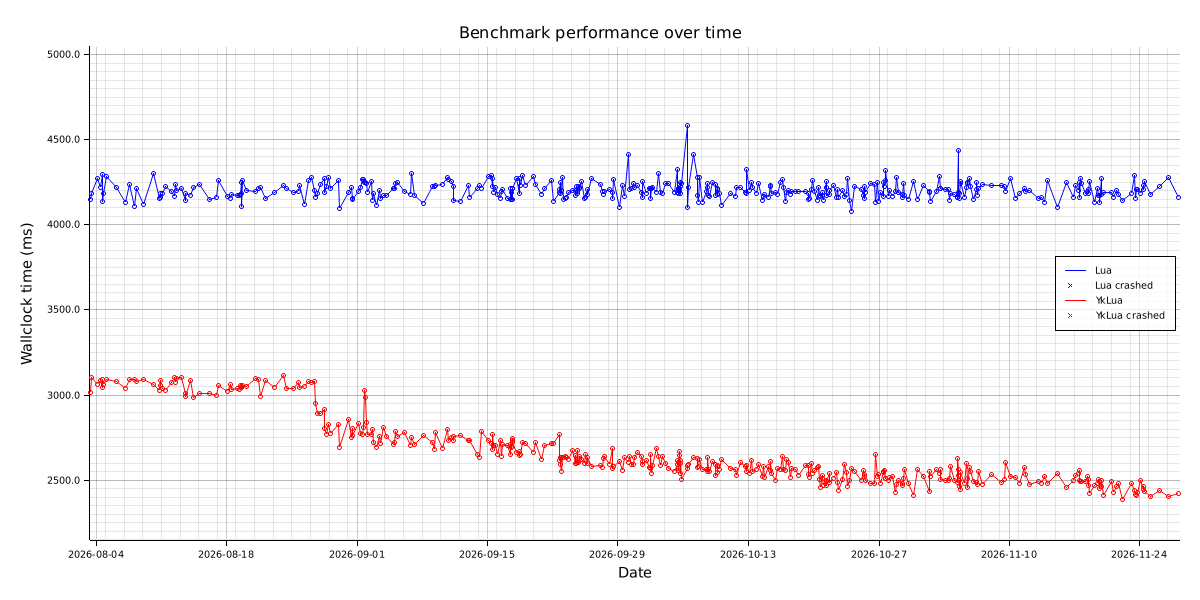 Benchmark performance over time
5000.0
4500.0
4000.0
3500.0
3000.0
2500.0
Wallclock time (ms)
Lua
Lua crashed
YkLua
YkLua crashed
2026-08-04 2026-08-18 2026-09-01 2026-09-15 2026-09-29 2026-10-13 2026-10-27 2026-11-10 2026-11-24
Date